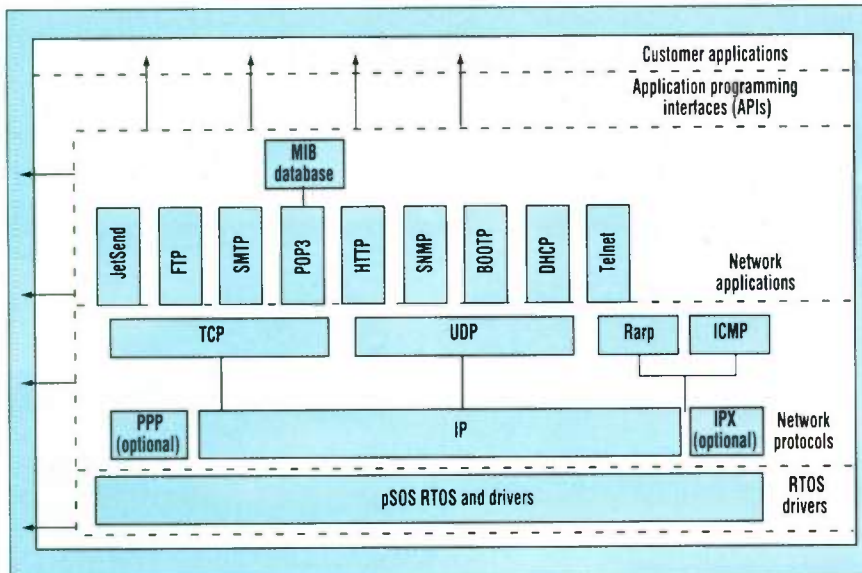 Customer applications
Application programming
interfaces (APIs)
MIB
database
JetSend
FTP
SMTP
POP3
HTTP
SNMP
BOOTP
DHCP
Telnet
Network
applications
TCP
UDP
Rarp
ICMP
PPP
(optional)
IP
IPX
(optional)
Network
protocols
pSOS RTOS and drivers
RTOS
drivers